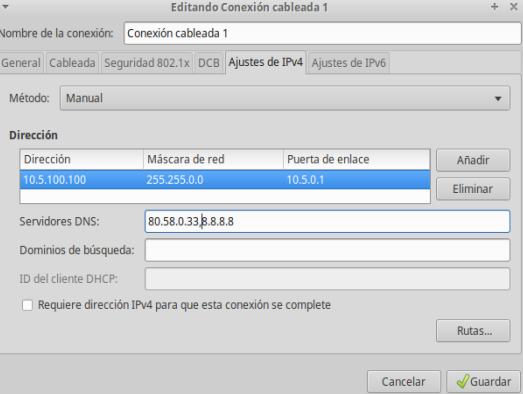 Editando Conexión cableada 1
Nombre de la conexión: Conexión cableada 1
General Cableada Seguridad 802.1x DCB Ajustes de IPv4 Ajustes de IPv6
Método: Manual
Dirección
Dirección Máscara de red Puerta de enlace Añadir
10.5.100.100 255.255.0.0 10.5.0.1
Eliminar
Servidores DNS: 80.58.0.33,8.8.8.8
Dominios de búsqueda:
ID del cliente DHCP:
Requiere dirección IPv4 para que esta conexión se complete
Rutas...
Cancelar Guardar